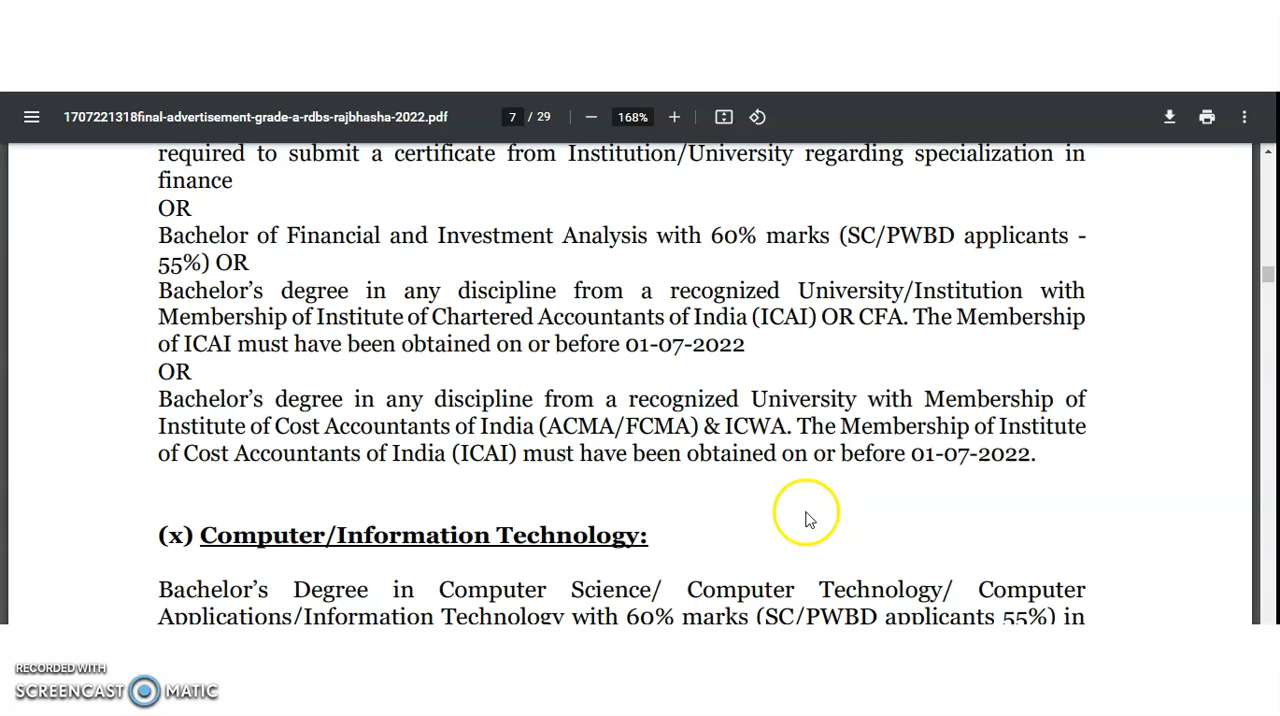 1707221318final-advertisement-grade-a-rdbs-rajbhasha-2022.pdf 7 / 29 168%
required to submit a certificate from Institution/University regarding specialization in
finance
OR
Bachelor of Financial and Investment Analysis with 60% marks (SC/PWBD applicants -
55%) OR
Bachelor’s degree in any discipline from a recognized University/Institution with
Membership of Institute of Chartered Accountants of India (ICAI) OR CFA. The Membership
of ICAI must have been obtained on or before 01-07-2022
OR
Bachelor’s degree in any discipline from a recognized University with Membership of
Institute of Cost Accountants of India (ACMA/FCMA) & ICWA. The Membership of Institute
of Cost Accountants of India (ICAI) must have been obtained on or before 01-07-2022.
(x) Computer/Information Technology:
Bachelor’s Degree in Computer Science/ Computer Technology/ Computer
Applications/Information Technology with 60% marks (SC/PWBD applicants 55%) in
RECORDED WITH
SCREENCAST MATIC